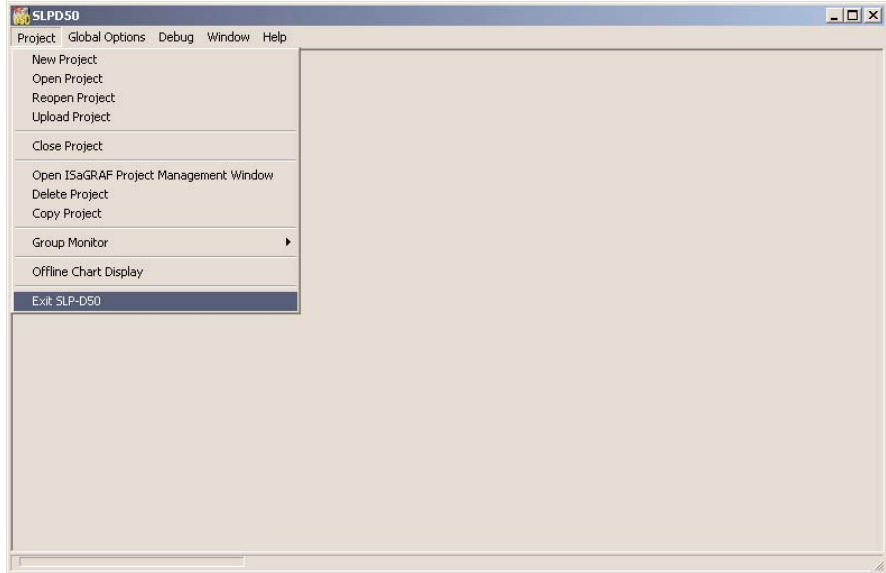 SLPD50
Project Global Options Debug Window Help
New Project
Open Project
Reopen Project
Upload Project
Close Project
Open ISaGRAF Project Management Window
Delete Project
Copy Project
Group Monitor
Offline Chart Display
Exit SLP-D50